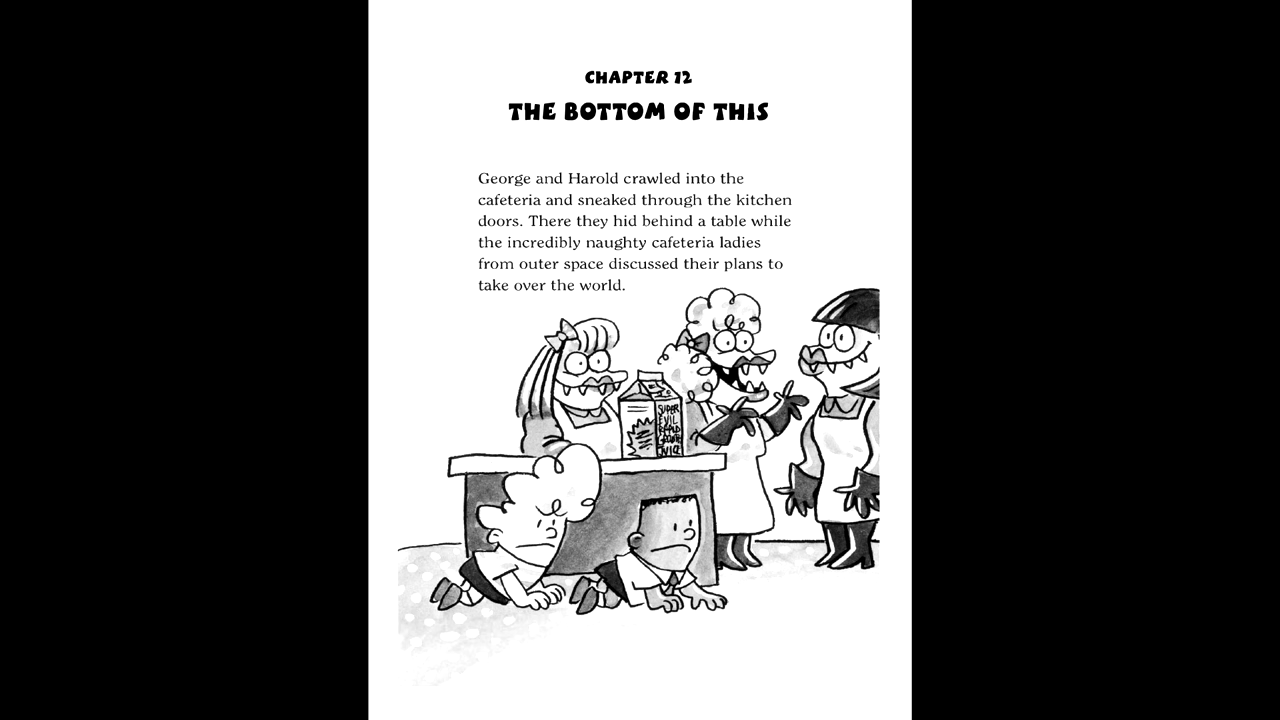 CHAPTER 12
THE BOTTOM OF THIS
George and Harold crawled into the
cafeteria and sneaked through the kitchen
doors. There they hid behind a table while
the incredibly naughty cafeteria ladies
from outer space discussed their plans to
take over the world.
SUPER
EVIL
RAPID
GROWTH
JUICE